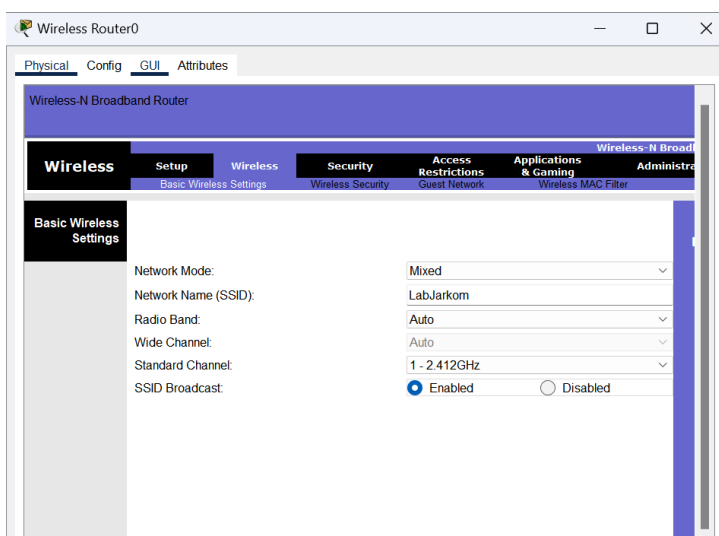 Wireless Router0
Physical Config GUI Attributes
Wireless-N Broadband Router
Wireless-N Broadl
Wireless Setup Wireless Security Access Restrictions Applications & Gaming Administra
Basic Wireless Settings Wireless Security Guest Network Wireless MAC Filter
Basic Wireless
Settings
Network Mode: Mixed
Network Name (SSID): LabJarkom
Radio Band: Auto
Wide Channel: Auto
Standard Channel: 1 - 2.412GHz
SSID Broadcast: Enabled Disabled